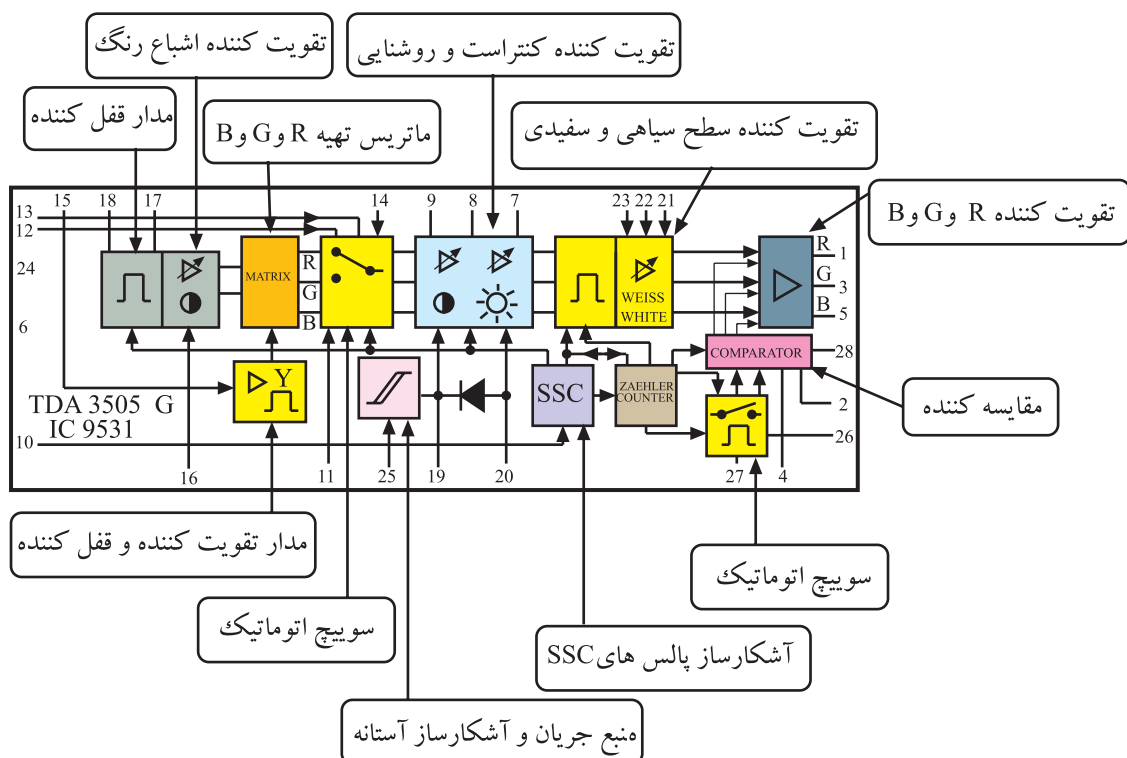 تقویت کننده اشباع رنگ
تقویت کننده کنتراست و روشنایی
مدار قفل کننده
ماتریس تهیه R و G و B
تقویت کننده سطح سیاهی و سفیدی
تقویت کننده R و G و B
15 18 17 14 9 8 7 23 22 21
13
12
24
6
MATRIX
R
G
B
WEISS
WHITE
R
1
G
3
B
5
COMPARATOR
28
2
26
Y
SSC
ZAEHLER
COUNTER
TDA 3505 G
IC 9531
10
16 11 25 19 20 27 4
مقایسه کننده
مدار تقویت کننده و قفل کننده
سوییچ اتوماتیک
سوییچ اتوماتیک
آشکارساز پالس های SSC
منبع جریان و آشکارساز آستانه